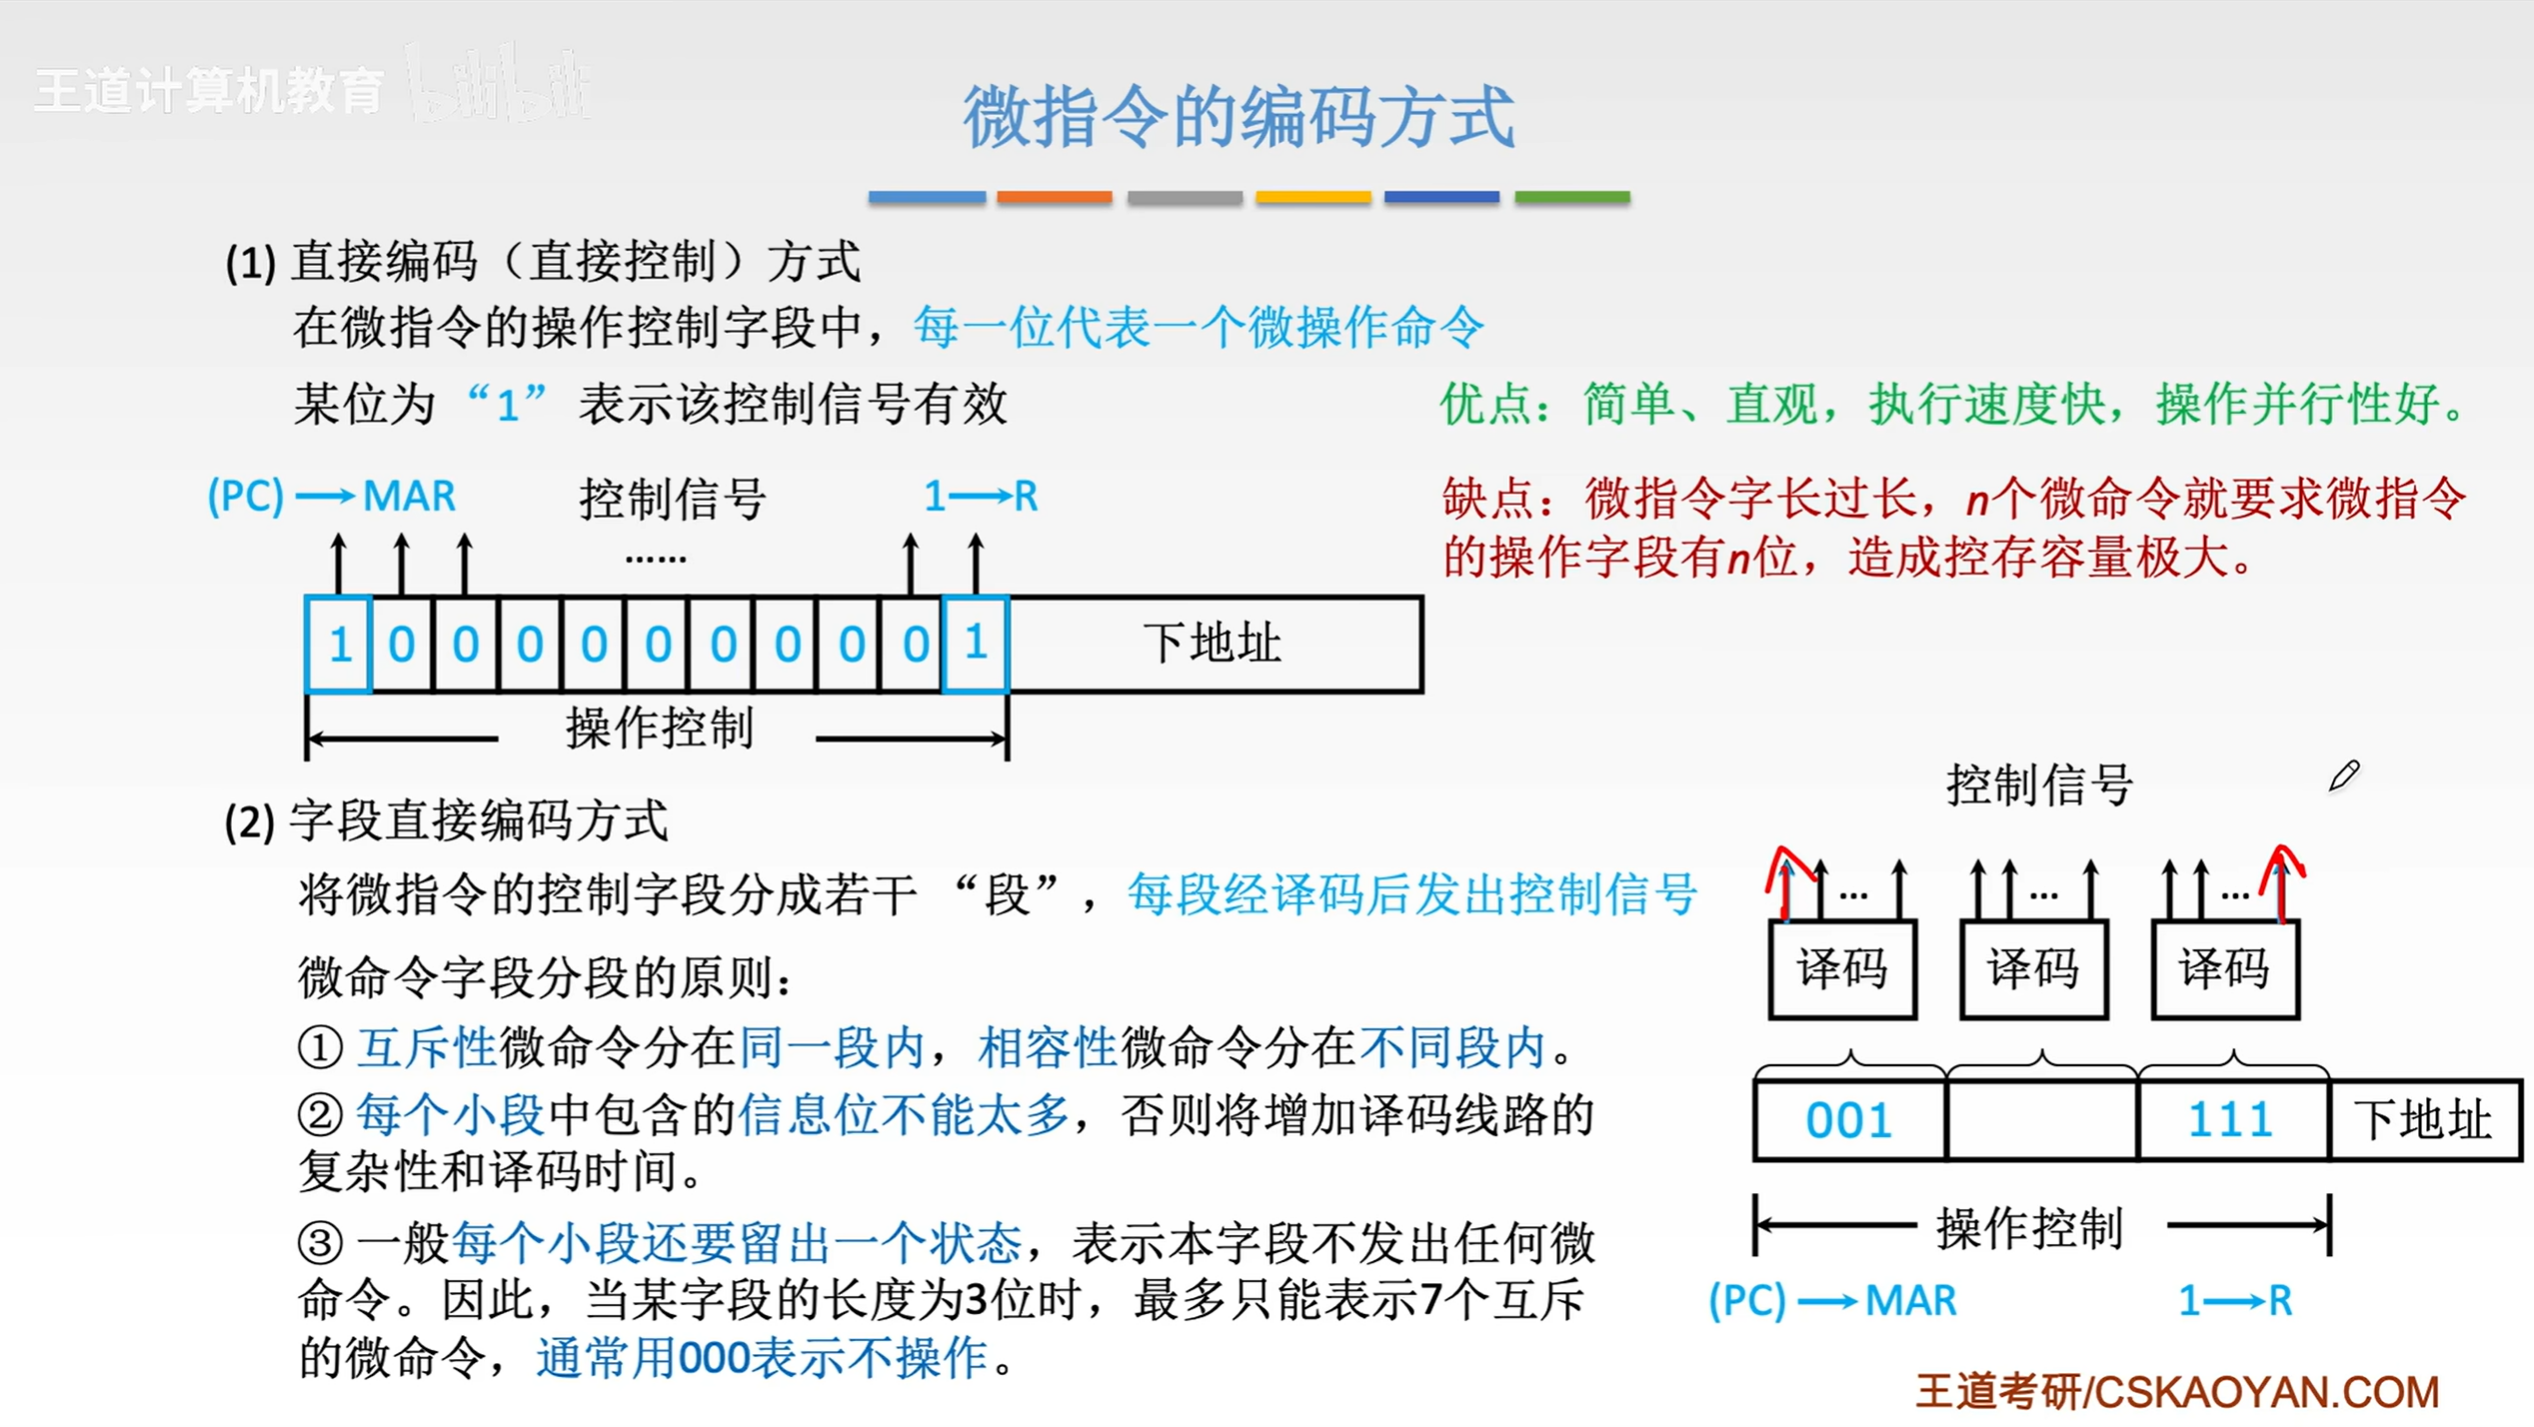 王道计算机教育 bilibili
微指令的编码方式
(1) 直接编码（直接控制）方式
在微指令的操作控制字段中，每一位代表一个微操作命令
某位为“1”表示该控制信号有效
优点：简单、直观，执行速度快，操作并行性好。
缺点：微指令字长过长，n个微命令就要求微指令
的操作字段有n位，造成控存容量极大。
(PC)→MAR 控制信号 1→R
……
1 0 0 0 0 0 0 0 0 0 1 下地址
操作控制
(2) 字段直接编码方式
将微指令的控制字段分成若干“段”，每段经译码后发出控制信号
微命令字段分段的原则：
① 互斥性微命令分在同一段内，相容性微命令分在不同段内。
② 每个小段中包含的信息位不能太多，否则将增加译码线路的
复杂性和译码时间。
③ 一般每个小段还要留出一个状态，表示本字段不发出任何微
命令。因此，当某字段的长度为3位时，最多只能表示7个互斥
的微命令，通常用000表示不操作。
控制信号
... ... ...
译码 译码 译码
001 111 下地址
操作控制
(PC)→MAR 1→R
王道考研/CSKAOYAN.COM